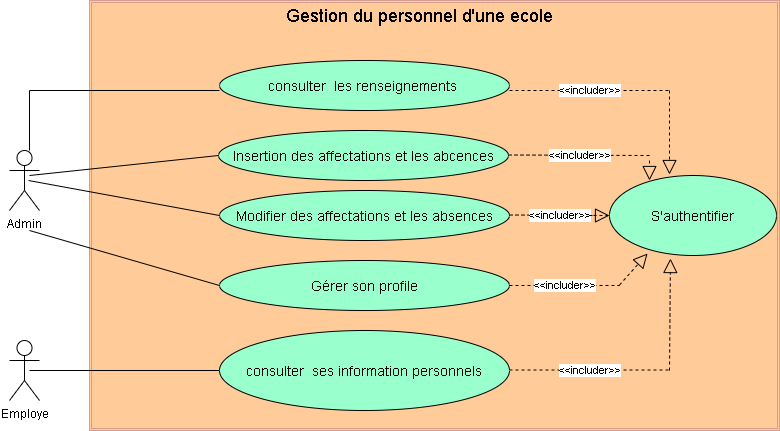 Gestion du personnel d'une ecole
consulter les renseignements
<<includer>>
Insertion des affectations et les abcences
<<includer>>
Admin
Modifier des affectations et les absences
<<includer>>
S'authentifier
Gérer son profile
<<includer>>
Employe
consulter ses information personnels
<<includer>>